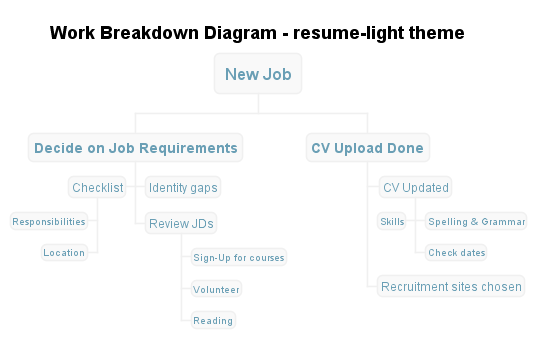 Work Breakdown Diagram - resume-light theme
New Job
Decide on Job Requirements
CV Upload Done
Checklist
Identity gaps
CV Updated
Responsibilities
Review JDs
Skills
Spelling & Grammar
Location
Sign-Up for courses
Check dates
Volunteer
Recruitment sites chosen
Reading